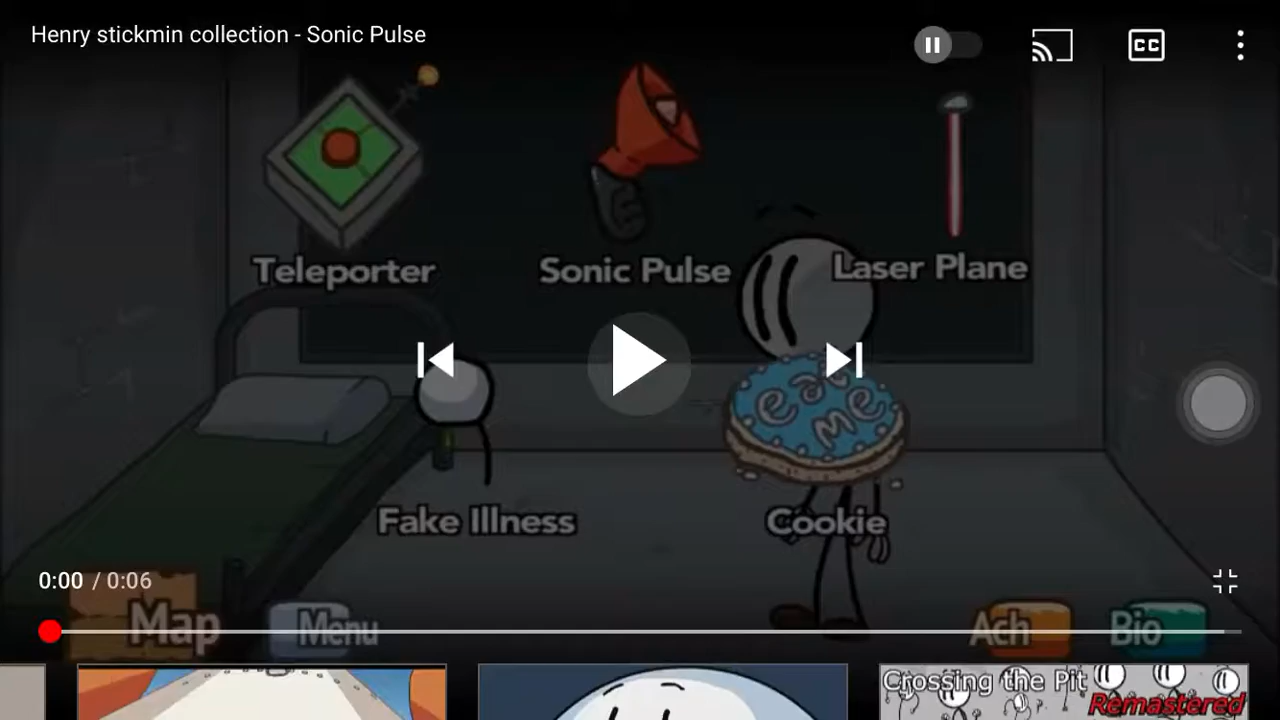 Henry stickmin collection - Sonic Pulse
CC
Teleporter
Sonic Pulse
Laser Plane
eat
me
Fake Illness
Cookie
0:00 / 0:06
Map
Menu
Ach
Bio
Crossing the Pit
Remastered